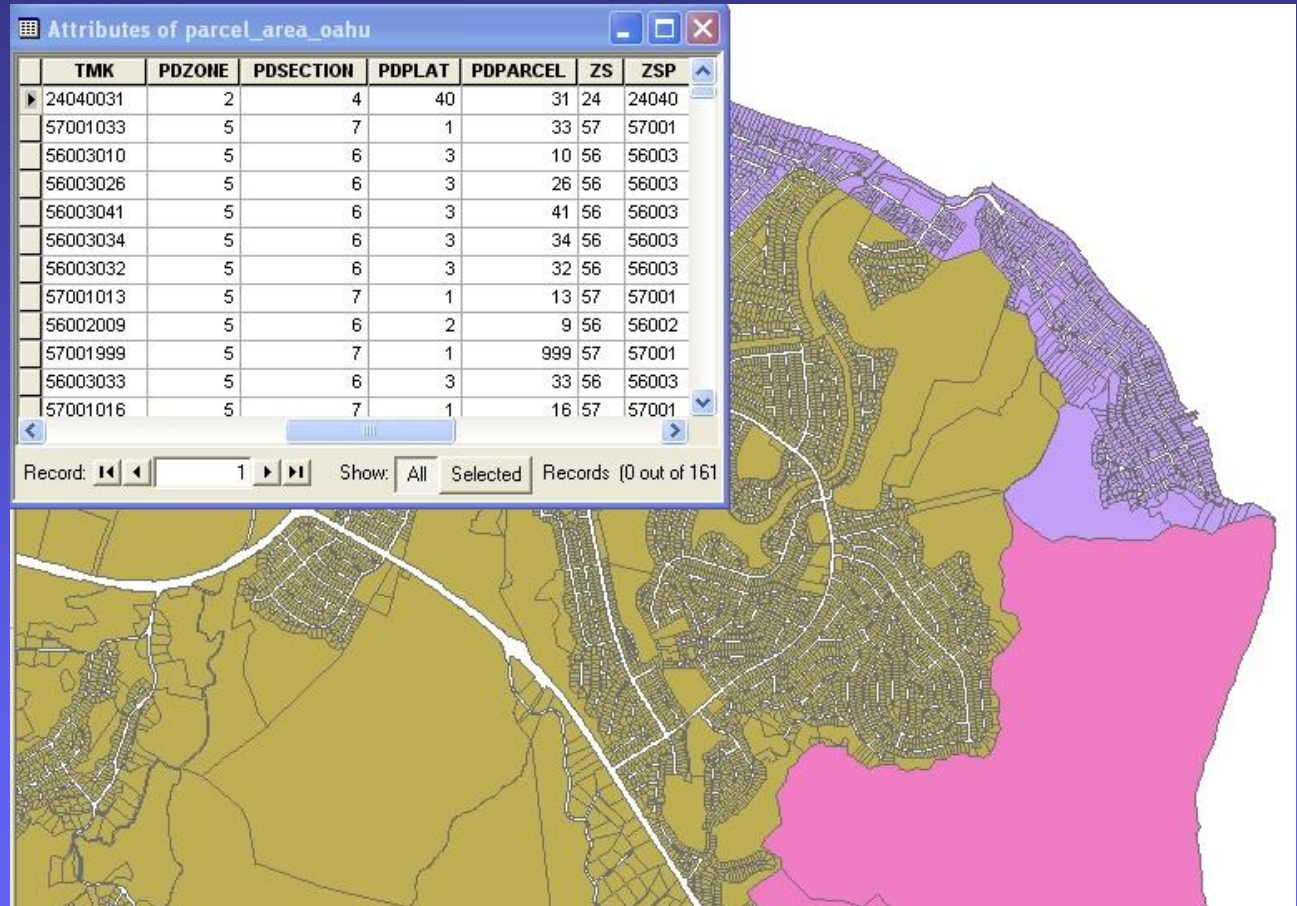 Attributes of parcel_area_oahu
TMK PDZONE PDSECTION PDPLAT PDPARCEL ZS ZSP
24040031 2 4 40 31 24 24040
57001033 5 7 1 33 57 57001
56003010 5 6 3 10 56 56003
56003026 5 6 3 26 56 56003
56003041 5 6 3 41 56 56003
56003034 5 6 3 34 56 56003
56003032 5 6 3 32 56 56003
57001013 5 7 1 13 57 57001
56002009 5 6 2 9 56 56002
57001999 5 7 1 999 57 57001
56003033 5 6 3 33 56 56003
57001016 5 7 1 16 57 57001
Record: 1 Show: All Selected Records (0 out of 161